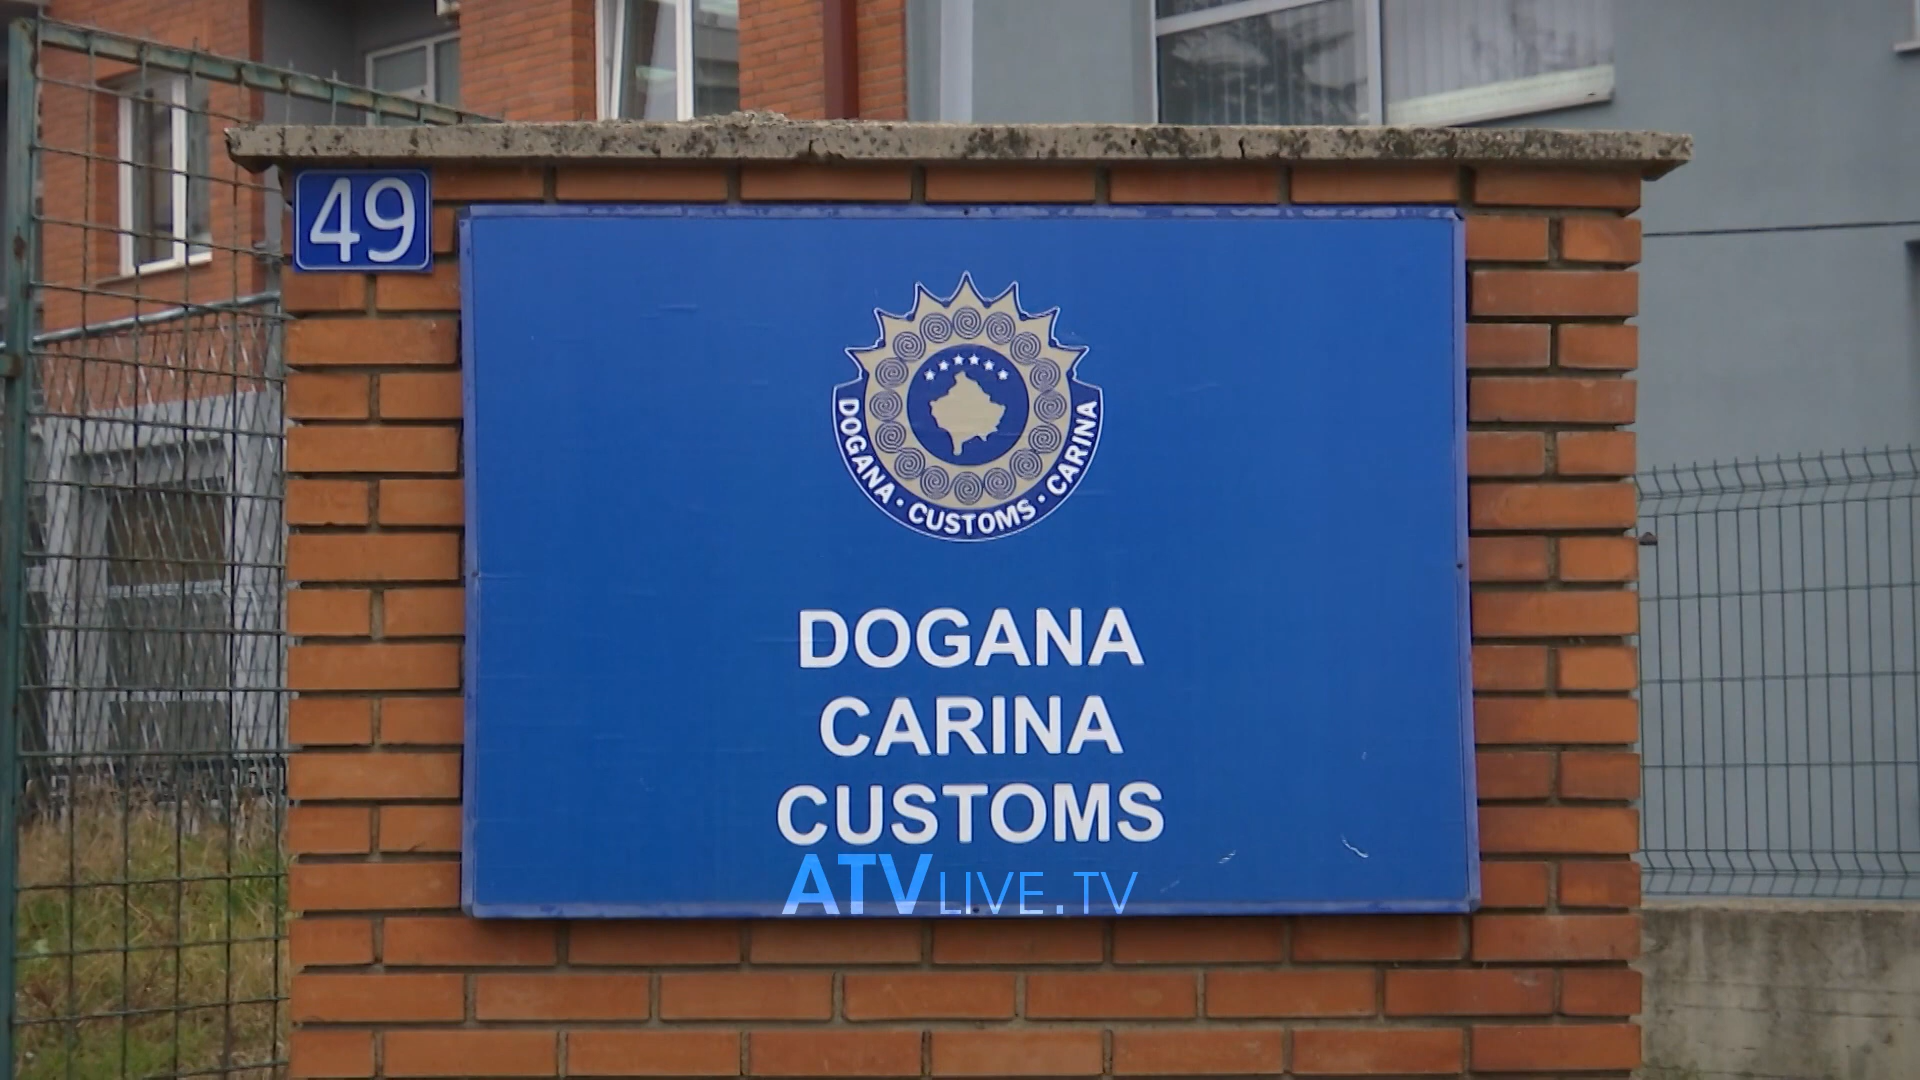 49
DOGANA · CUSTOMS · CARINA
DOGANA
CARINA
CUSTOMS
ATVLIVE.TV